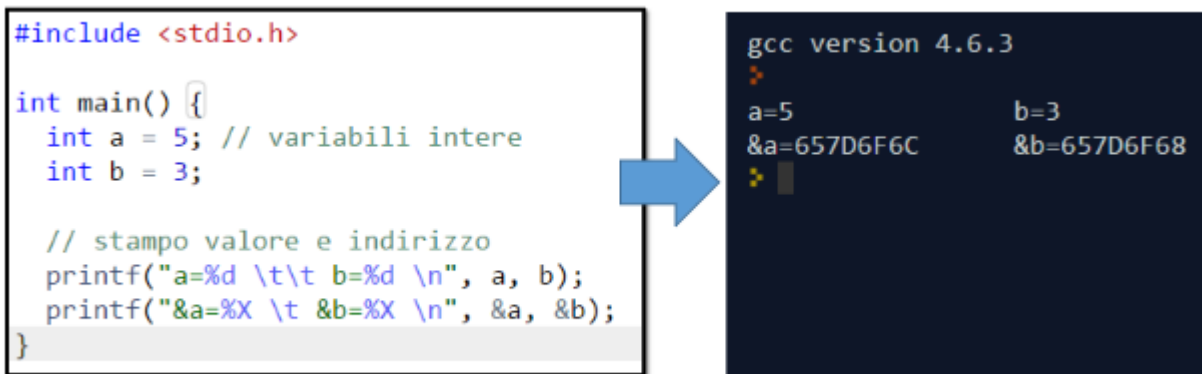 #include <stdio.h>
int main() {
int a = 5; // variabili intere
int b = 3;
// stampo valore e indirizzo
printf("a=%d \t\t b=%d \n", a, b);
printf("&a=%X \t &b=%X \n", &a, &b);
}
gcc version 4.6.3
>
a=5 b=3
&a=657D6F6C &b=657D6F68
>